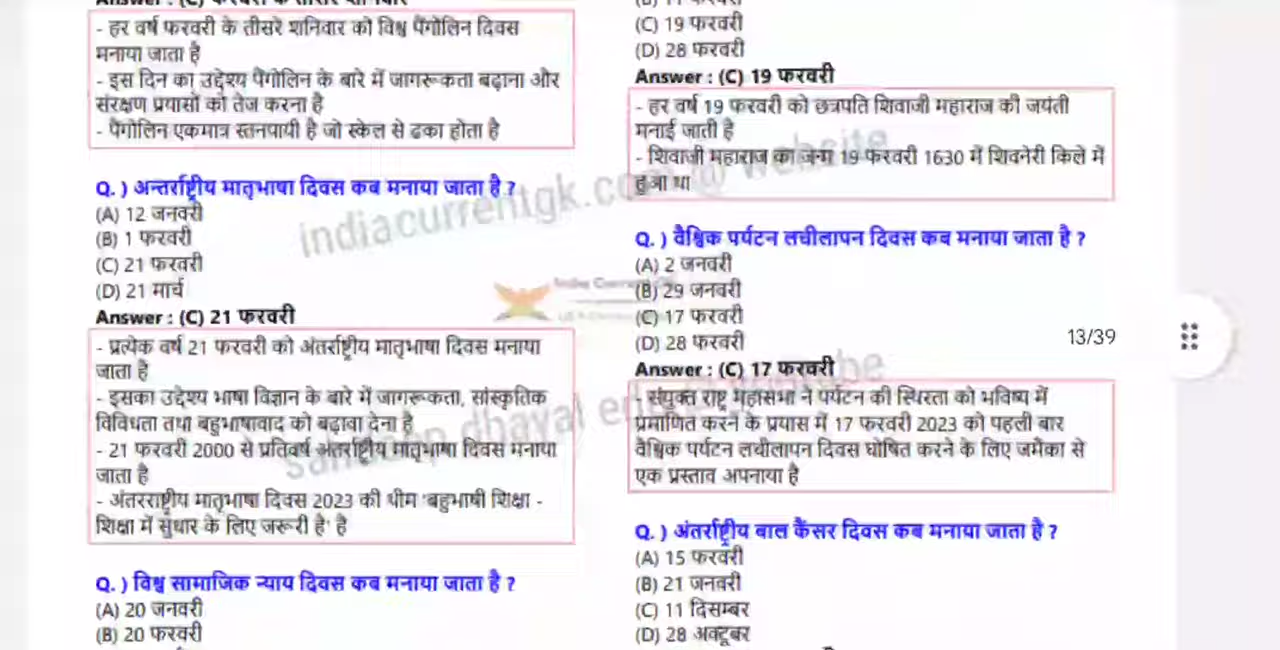 - हर वर्ष फरवरी के तीसरे शनिवार को विश्व पैंगोलिन दिवस
मनाया जाता है
- इस दिन का उद्देश्य पैंगोलिन के बारे में जागरूकता बढ़ाना और
संरक्षण प्रयासों को तेज करना है
- पैंगोलिन एकमात्र स्तनपायी है जो स्केल से ढका होता है
Q. ) अन्तर्राष्ट्रीय मातृभाषा दिवस कब मनाया जाता है ?
(A) 12 जनवरी
(B) 1 फरवरी
(C) 21 फरवरी
(D) 21 मार्च
Answer : (C) 21 फरवरी
- प्रत्येक वर्ष 21 फरवरी को अंतर्राष्ट्रीय मातृभाषा दिवस मनाया
जाता है
- इसका उद्देश्य भाषा विज्ञान के बारे में जागरूकता, सांस्कृतिक
विविधता तथा बहुभाषावाद को बढ़ावा देना है
- 21 फरवरी 2000 से प्रतिवर्ष अंतर्राष्ट्रीय मातृभाषा दिवस मनाया
जाता है
- अंतरराष्ट्रीय मातृभाषा दिवस 2023 की थीम 'बहुभाषी शिक्षा -
शिक्षा में सुधार के लिए जरूरी है' है
Q. ) विश्व सामाजिक न्याय दिवस कब मनाया जाता है ?
(A) 20 जनवरी
(B) 20 फरवरी
(C) 19 फरवरी
(D) 28 फरवरी
Answer : (C) 19 फरवरी
- हर वर्ष 19 फरवरी को छत्रपति शिवाजी महाराज की जयंती
मनाई जाती है
- शिवाजी महाराज का जन्म 19 फरवरी 1630 में शिवनेरी किले में
हुआ था
Q. ) वैश्विक पर्यटन लचीलापन दिवस कब मनाया जाता है ?
(A) 2 जनवरी
(B) 29 जनवरी
(C) 17 फरवरी
(D) 28 फरवरी
Answer : (C) 17 फरवरी
- संयुक्त राष्ट्र महासभा ने पर्यटन की स्थिरता को भविष्य में
प्रमाणित करने के प्रयास में 17 फरवरी 2023 को पहली बार
वैश्विक पर्यटन लचीलापन दिवस घोषित करने के लिए जमैका से
एक प्रस्ताव अपनाया है
Q. ) अंतर्राष्ट्रीय बाल कैंसर दिवस कब मनाया जाता है ?
(A) 15 फरवरी
(B) 21 जनवरी
(C) 11 दिसम्बर
(D) 28 अक्टूबर
13/39
indiacurrentgk.com @ website
dhayal